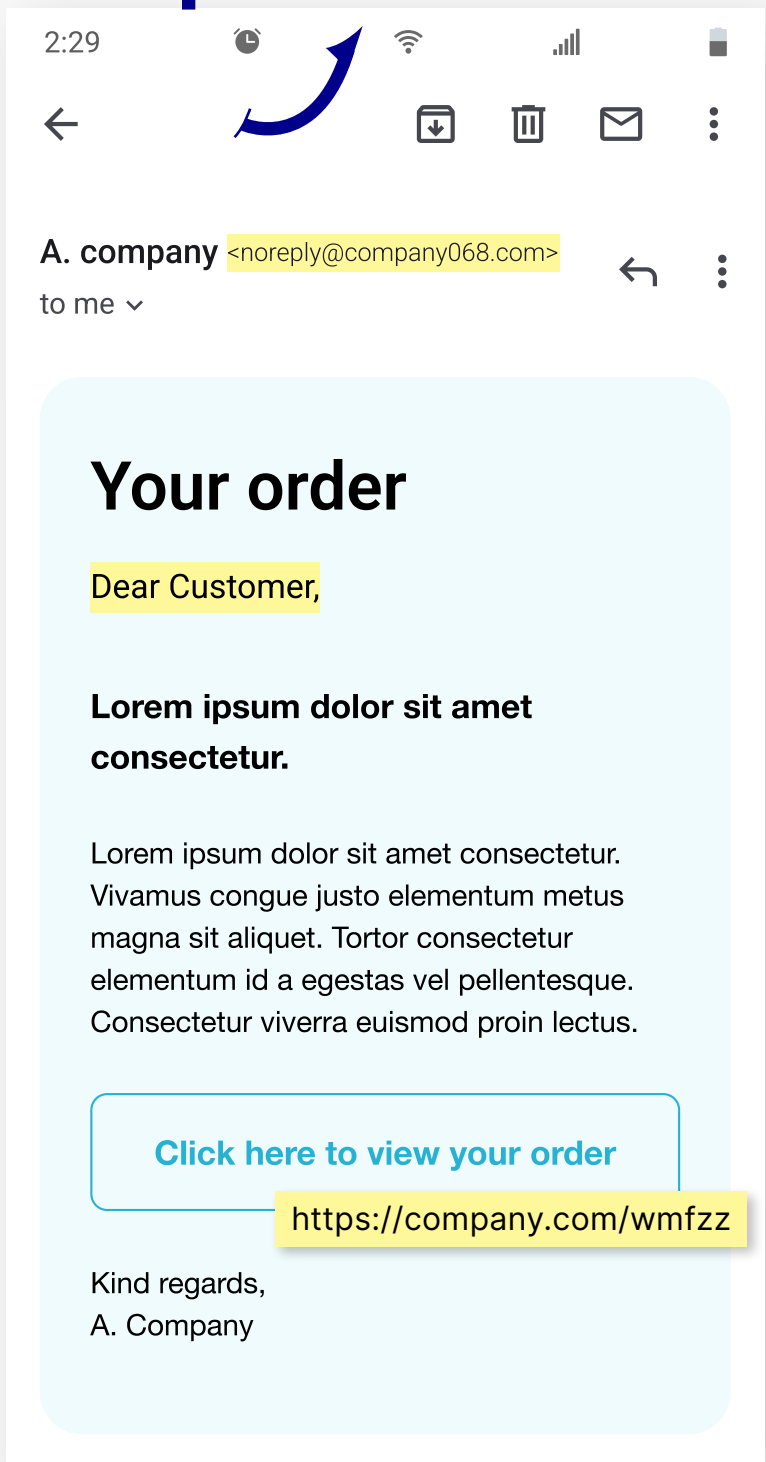 2:29
A. company <noreply@company068.com>
to me
Your order
Dear Customer,
Lorem ipsum dolor sit amet
consectetur.
Lorem ipsum dolor sit amet consectetur.
Vivamus congue justo elementum metus
magna sit aliquet. Tortor consectetur
elementum id a egestas vel pellentesque.
Consectetur viverra euismod proin lectus.
Click here to view your order
https://company.com/wmfzz
Kind regards,
A. Company